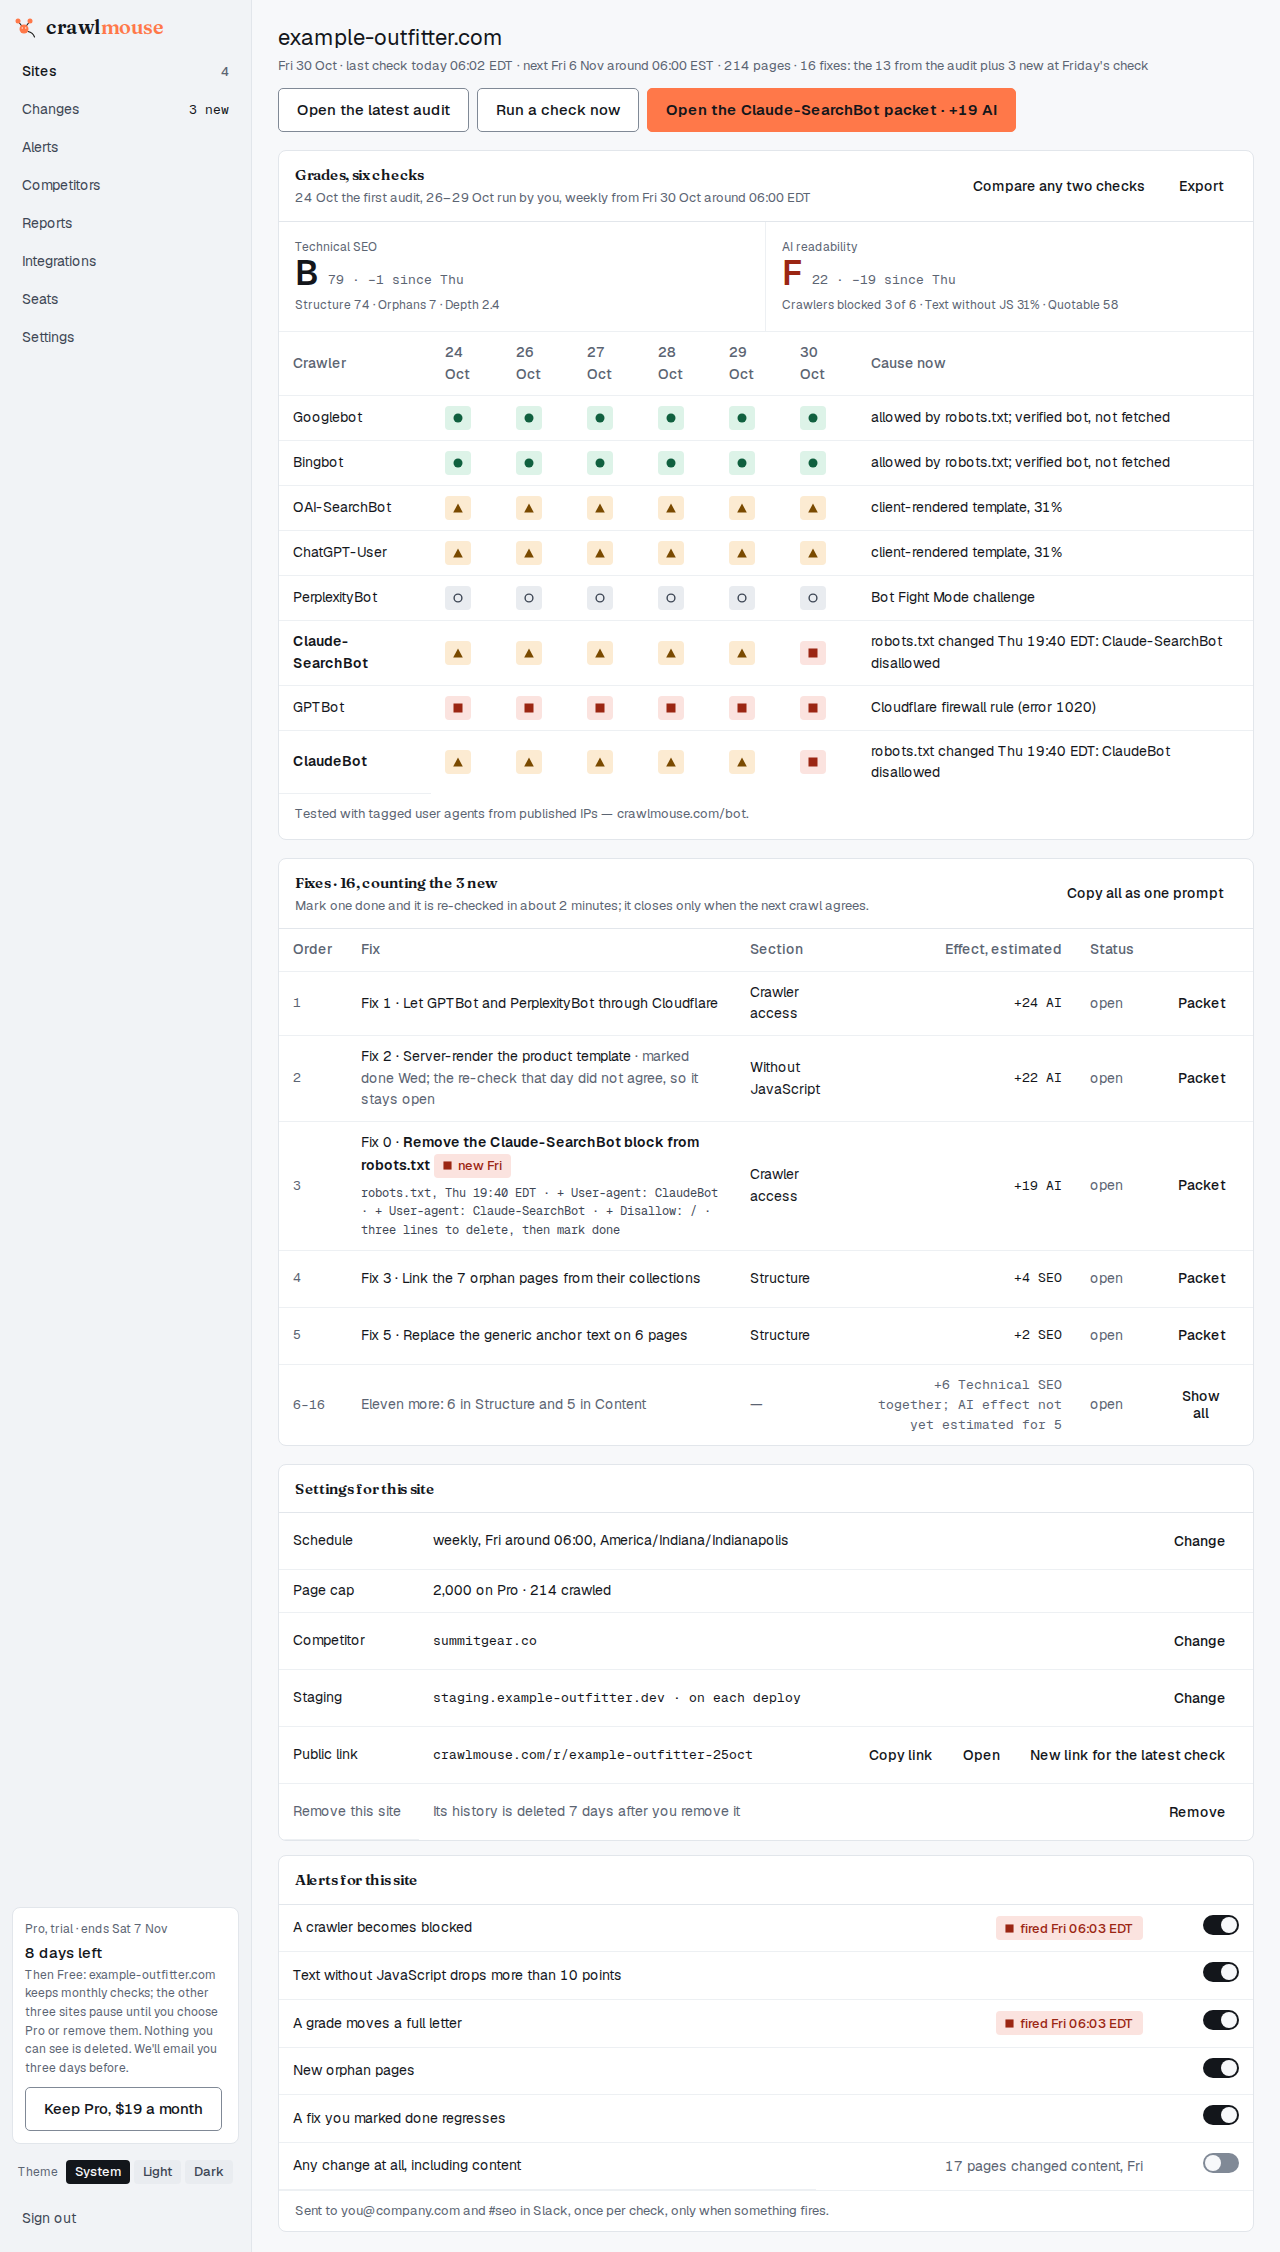 crawlmouse
Sites 4
Changes 3 new
Alerts
Competitors
Reports
Integrations
Seats
Settings
Pro, trial · ends Sat 7 Nov
8 days left
Then Free: example-outfitter.com
keeps monthly checks; the other
three sites pause until you choose
Pro or remove them. Nothing you
can see is deleted. We'll email you
three days before.
Keep Pro, $19 a month
Theme System Light Dark
Sign out
example-outfitter.com
Fri 30 Oct · last check today 06:02 EDT · next Fri 6 Nov around 06:00 EST · 214 pages · 16 fixes: the 13 from the audit plus 3 new at Friday's check
Open the latest audit Run a check now Open the Claude-SearchBot packet · +19 AI
Grades, six checks
24 Oct the first audit, 26–29 Oct run by you, weekly from Fri 30 Oct around 06:00 EDT
Compare any two checks Export
Technical SEO
B 79 · −1 since Thu
Structure 74 · Orphans 7 · Depth 2.4
AI readability
F 22 · −19 since Thu
Crawlers blocked 3 of 6 · Text without JS 31% · Quotable 58
Crawler 24 Oct 26 Oct 27 Oct 28 Oct 29 Oct 30 Oct Cause now
Googlebot allowed by robots.txt; verified bot, not fetched
Bingbot allowed by robots.txt; verified bot, not fetched
OAI-SearchBot client-rendered template, 31%
ChatGPT-User client-rendered template, 31%
PerplexityBot Bot Fight Mode challenge
Claude-
SearchBot
robots.txt changed Thu 19:40 EDT: Claude-SearchBot
disallowed
GPTBot Cloudflare firewall rule (error 1020)
ClaudeBot
robots.txt changed Thu 19:40 EDT: ClaudeBot
disallowed
Tested with tagged user agents from published IPs — crawlmouse.com/bot.
Fixes · 16, counting the 3 new
Mark one done and it is re-checked in about 2 minutes; it closes only when the next crawl agrees.
Copy all as one prompt
Order Fix Section Effect, estimated Status
1 Fix 1 · Let GPTBot and PerplexityBot through Cloudflare
Crawler
access
+24 AI open Packet
2
Fix 2 · Server-render the product template · marked
done Wed; the re-check that day did not agree, so it
stays open
Without
JavaScript
+22 AI open Packet
3
Fix 0 · Remove the Claude-SearchBot block from
robots.txt new Fri
robots.txt, Thu 19:40 EDT · + User-agent: ClaudeBot
· + User-agent: Claude-SearchBot · + Disallow: / ·
three lines to delete, then mark done
Crawler
access
+19 AI open Packet
4 Fix 3 · Link the 7 orphan pages from their collections Structure +4 SEO open Packet
5 Fix 5 · Replace the generic anchor text on 6 pages Structure +2 SEO open Packet
6–16 Eleven more: 6 in Structure and 5 in Content —
+6 Technical SEO
together; AI effect not
yet estimated for 5
open
Show
all
Settings for this site
Schedule weekly, Fri around 06:00, America/Indiana/Indianapolis Change
Page cap 2,000 on Pro · 214 crawled
Competitor summitgear.co Change
Staging staging.example-outfitter.dev · on each deploy Change
Public link crawlmouse.com/r/example-outfitter-25oct Copy link Open New link for the latest check
Remove this site Its history is deleted 7 days after you remove it Remove
Alerts for this site
A crawler becomes blocked fired Fri 06:03 EDT
Text without JavaScript drops more than 10 points
A grade moves a full letter fired Fri 06:03 EDT
New orphan pages
A fix you marked done regresses
Any change at all, including content 17 pages changed content, Fri
Sent to you@company.com and #seo in Slack, once per check, only when something fires.